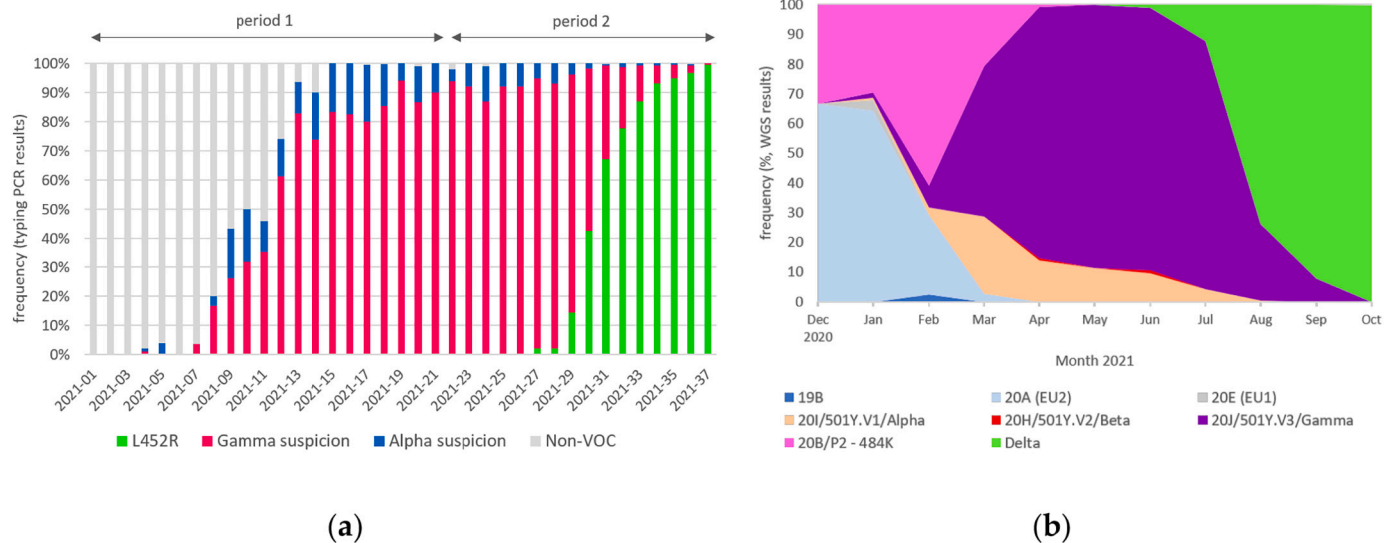 period 1
period 2
frequency (typing PCR results)
100%
90%
80%
70%
60%
50%
40%
30%
20%
10%
0%
2021-01
2021-03
2021-05
2021-07
2021-09
2021-11
2021-13
2021-15
2021-17
2021-19
2021-21
2021-23
2021-25
2021-27
2021-29
2021-31
2021-33
2021-35
2021-37
L452R
Gamma suspicion
Alpha suspicion
Non-VOC
(a)
frequency (%, WGS results)
100
90
80
70
60
50
40
30
20
10
0
Dec
2020
Jan
Feb
Mar
Apr
May
Jun
Jul
Aug
Sep
Oct
Month 2021
19B
20A (EU2)
20E (EU1)
20I/501Y.V1/Alpha
20H/501Y.V2/Beta
20J/501Y.V3/Gamma
20B/P2 - 484K
Delta
(b)